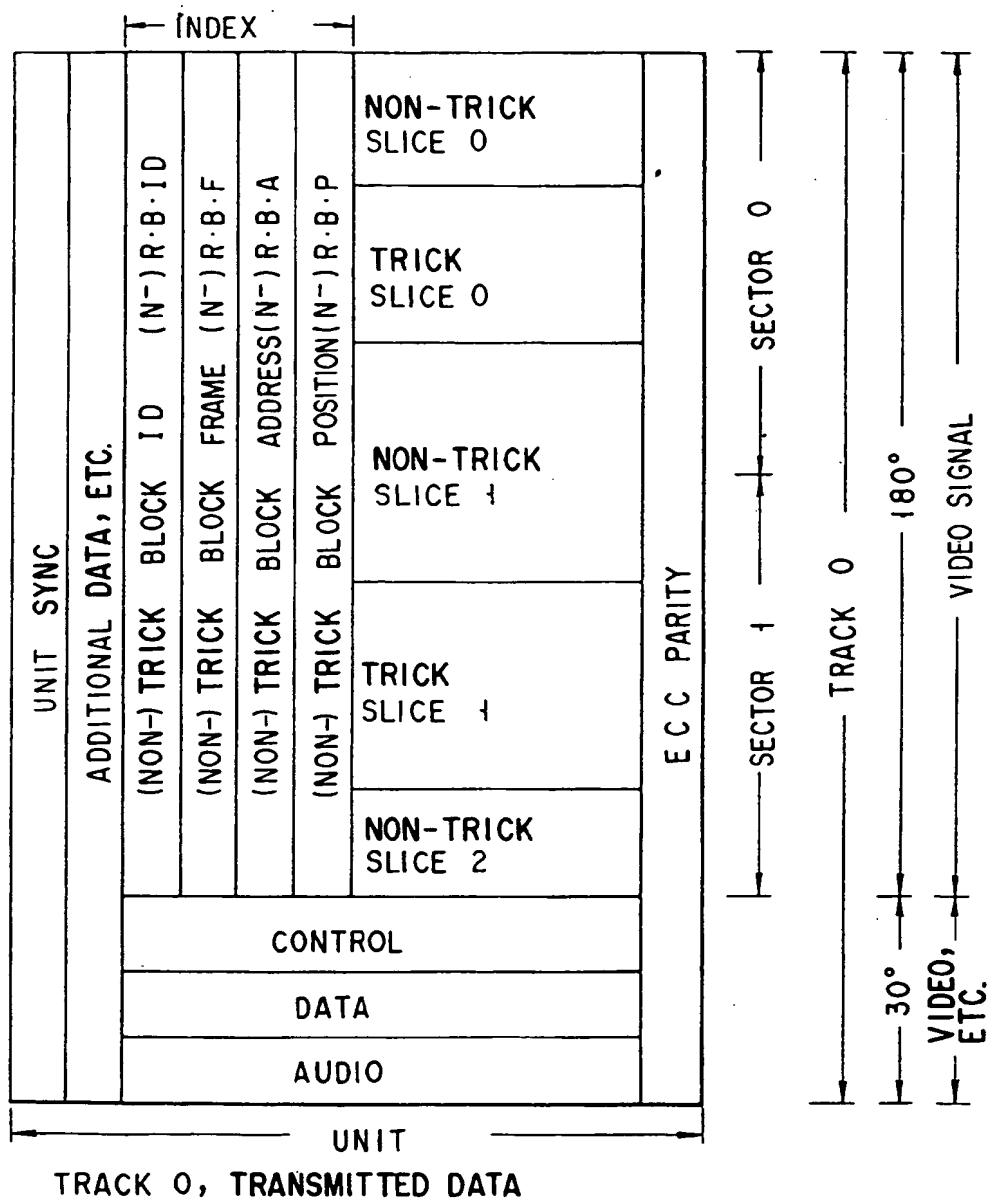 INDEX
UNIT SYNC
ADDITIONAL DATA, ETC.
(NON-) TRICK BLOCK ID (N-)R·B·ID
(NON-) TRICK BLOCK FRAME (N-)R·B·F
(NON-) TRICK BLOCK ADDRESS(N-)R·B·A
(NON-) TRICK BLOCK POSITION(N-)R·B·P
NON-TRICK
SLICE 0
TRICK
SLICE 0
NON-TRICK
SLICE 1
TRICK
SLICE 1
NON-TRICK
SLICE 2
CONTROL
DATA
AUDIO
ECC PARITY
SECTOR 0
SECTOR 1
TRACK 0
180°
30°
VIDEO SIGNAL
VIDEO,
ETC.
UNIT
TRACK 0, TRANSMITTED DATA